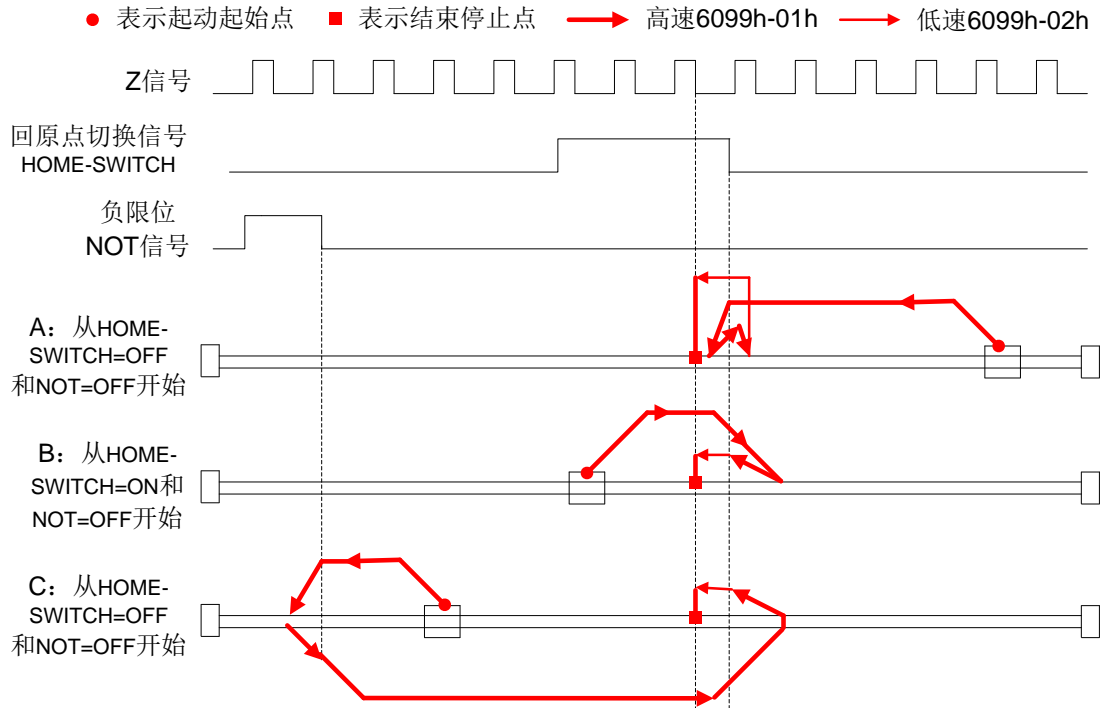 表示起动起始点 表示结束停止点 高速6099h-01h 低速6099h-02h
Z信号
回原点切换信号
HOME-SWITCH
负限位
NOT信号
A：从HOME-
SWITCH=OFF
和NOT=OFF开始
B：从HOME-
SWITCH=ON和
NOT=OFF开始
C：从HOME-
SWITCH=OFF
和NOT=OFF开始